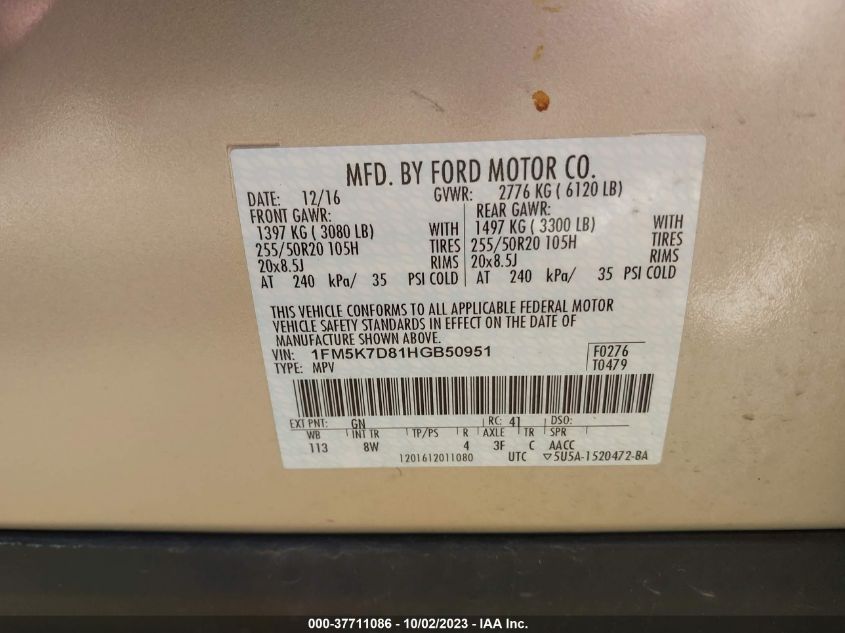 MFD. BY FORD MOTOR CO.
DATE: 12/16 GVWR: 2776 KG ( 6120 LB)
FRONT GAWR: REAR GAWR:
1397 KG ( 3080 LB) WITH 1497 KG ( 3300 LB) WITH
255/50R20 105H TIRES 255/50R20 105H TIRES
20x8.5J RIMS 20x8.5J RIMS
AT 240 kPa/ 35 PSI COLD AT 240 kPa/ 35 PSI COLD
THIS VEHICLE CONFORMS TO ALL APPLICABLE FEDERAL MOTOR
VEHICLE SAFETY STANDARDS IN EFFECT ON THE DATE OF
MANUFACTURE SHOWN ABOVE.
VIN: 1FM5K7D81HGB50951 F0276
TYPE: MPV T0479
EXT PNT: GN RC: 41 DSO:
WB INT TR TP/PS R AXLE TR SPR
113 8W 4 3F C AACC
1201612011080 UTC ▽5U5A-1520472-BA
000-37711086 - 10/02/2023 - IAA Inc.